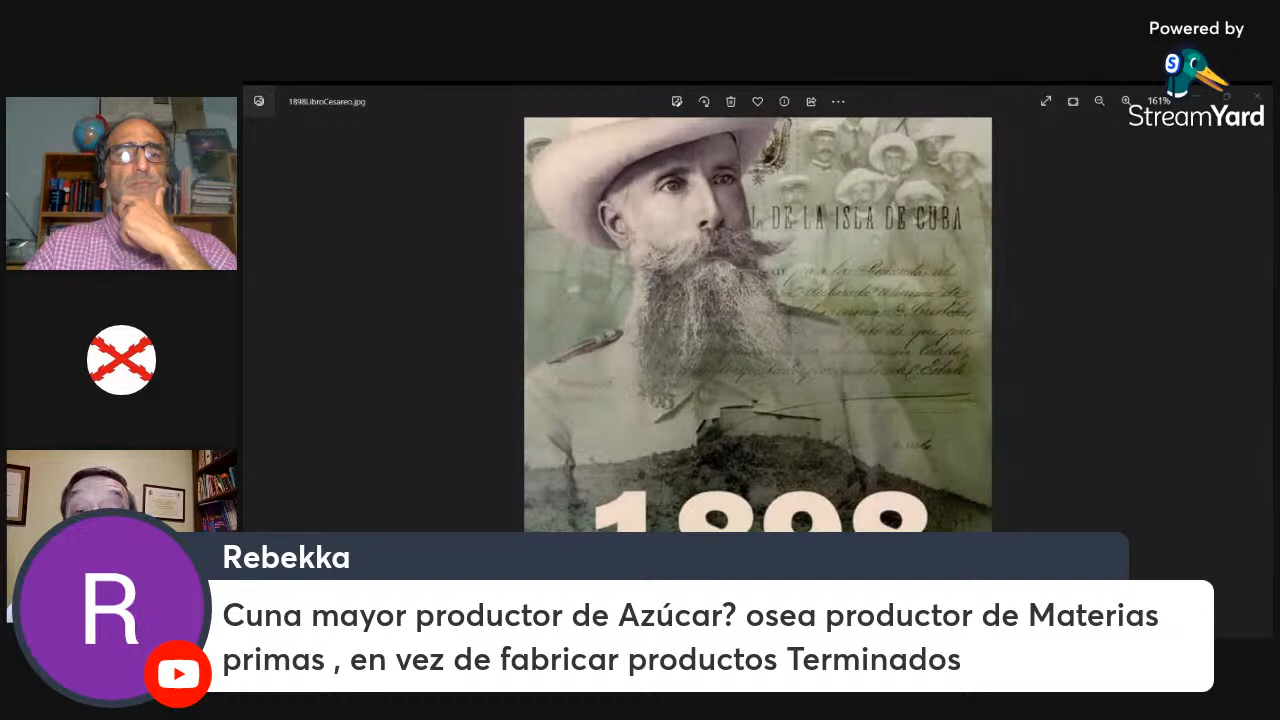 Powered by
StreamYard
1898LibroCesareo.jpg
161%
L DE LA ISLA DE CUBA
1898
Rebekka
R
Cuna mayor productor de Azúcar? osea productor de Materias
primas , en vez de fabricar productos Terminados